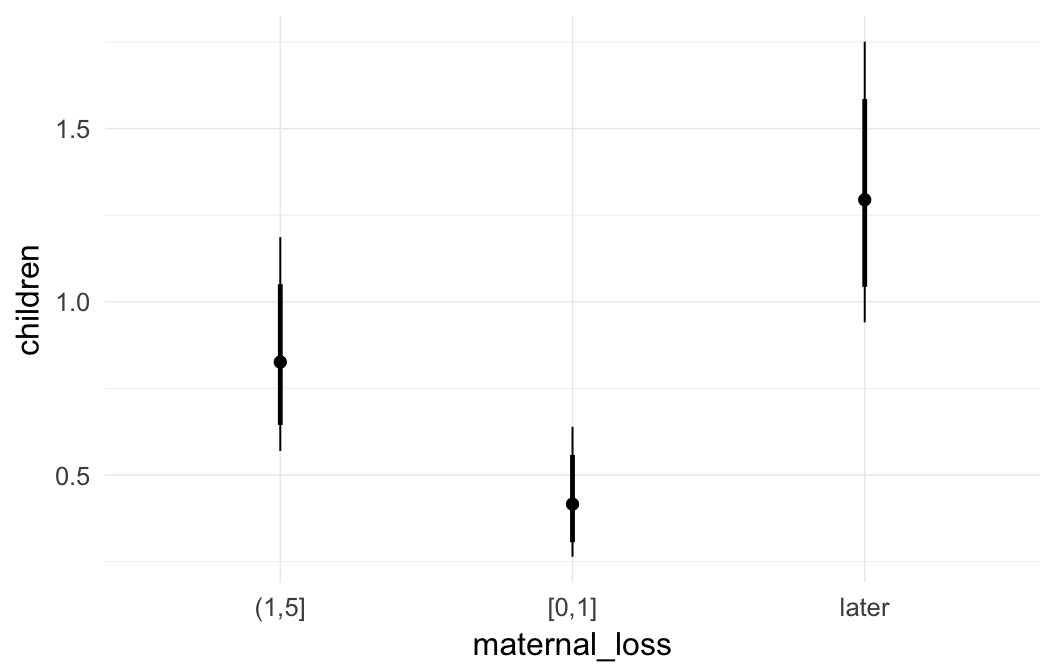 children
1.5
1.0
0.5
(1,5]
[0,1]
later
maternal_loss